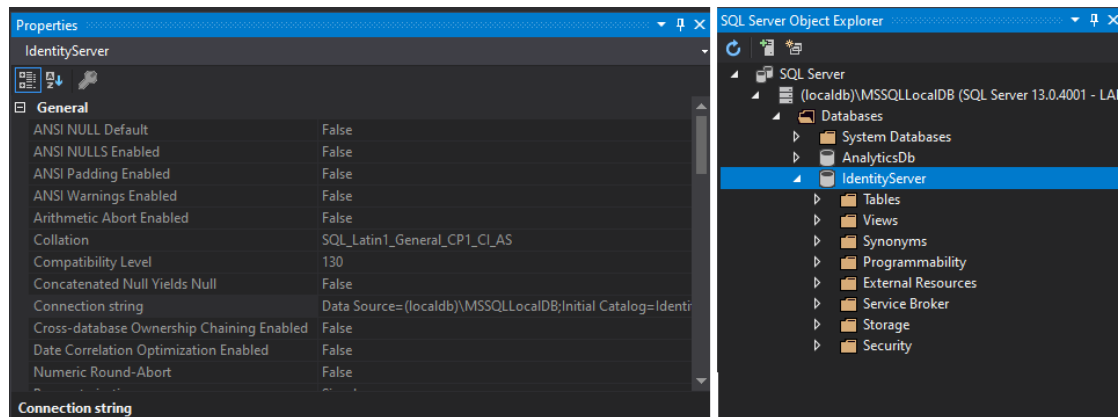 Properties
IdentityServer
General
ANSI NULL Default False
ANSI NULLS Enabled False
ANSI Padding Enabled False
ANSI Warnings Enabled False
Arithmetic Abort Enabled False
Collation SQL_Latin1_General_CP1_CI_AS
Compatibility Level 130
Concatenated Null Yields Null False
Connection string Data Source=(localdb)\MSSQLLocalDB;Initial Catalog=Identi
Cross-database Ownership Chaining Enabled False
Date Correlation Optimization Enabled False
Numeric Round-Abort False
Connection string
SQL Server Object Explorer
SQL Server
(localdb)\MSSQLLocalDB (SQL Server 13.0.4001 - LA
Databases
System Databases
AnalyticsDb
IdentityServer
Tables
Views
Synonyms
Programmability
External Resources
Service Broker
Storage
Security